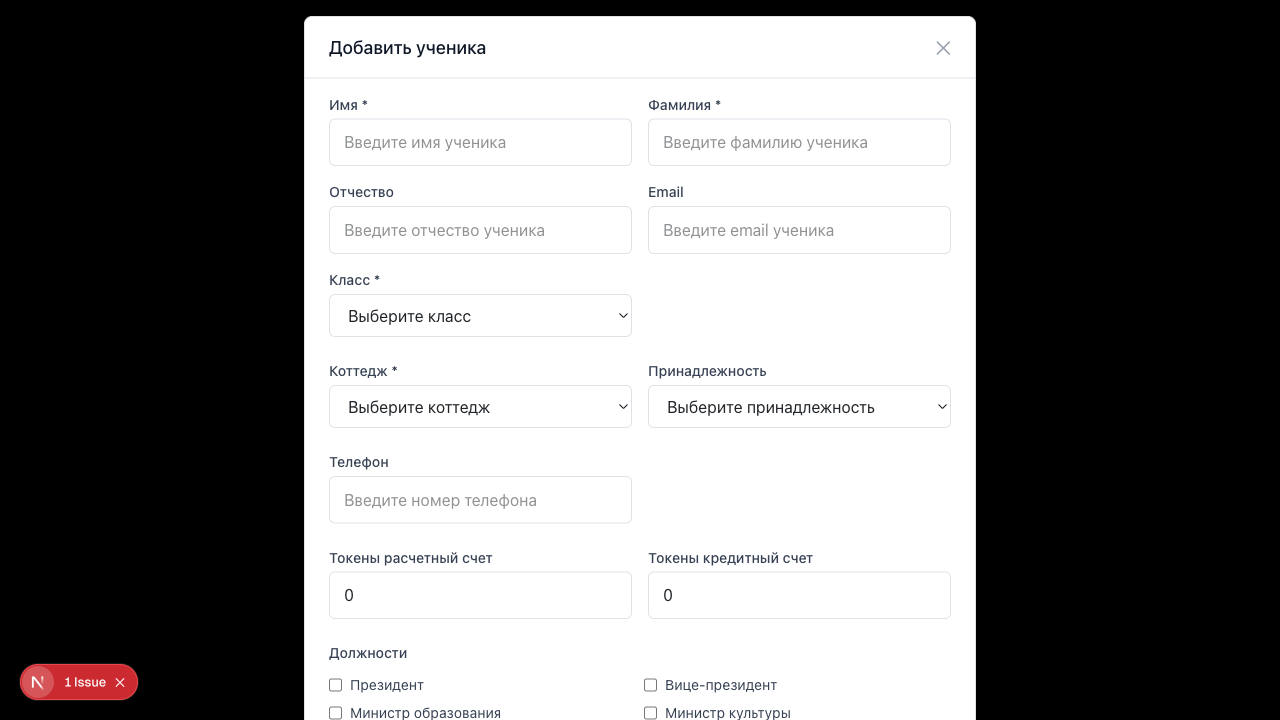 Добавить ученика
Имя * Фамилия *
Введите имя ученика Введите фамилию ученика
Отчество Email
Введите отчество ученика Введите email ученика
Класс *
Выберите класс
Коттедж * Принадлежность
Выберите коттедж Выберите принадлежность
Телефон
Введите номер телефона
Токены расчетный счет Токены кредитный счет
0 0
Должности
N 1 Issue
Президент Вице-президент
Министр образования Министр культуры